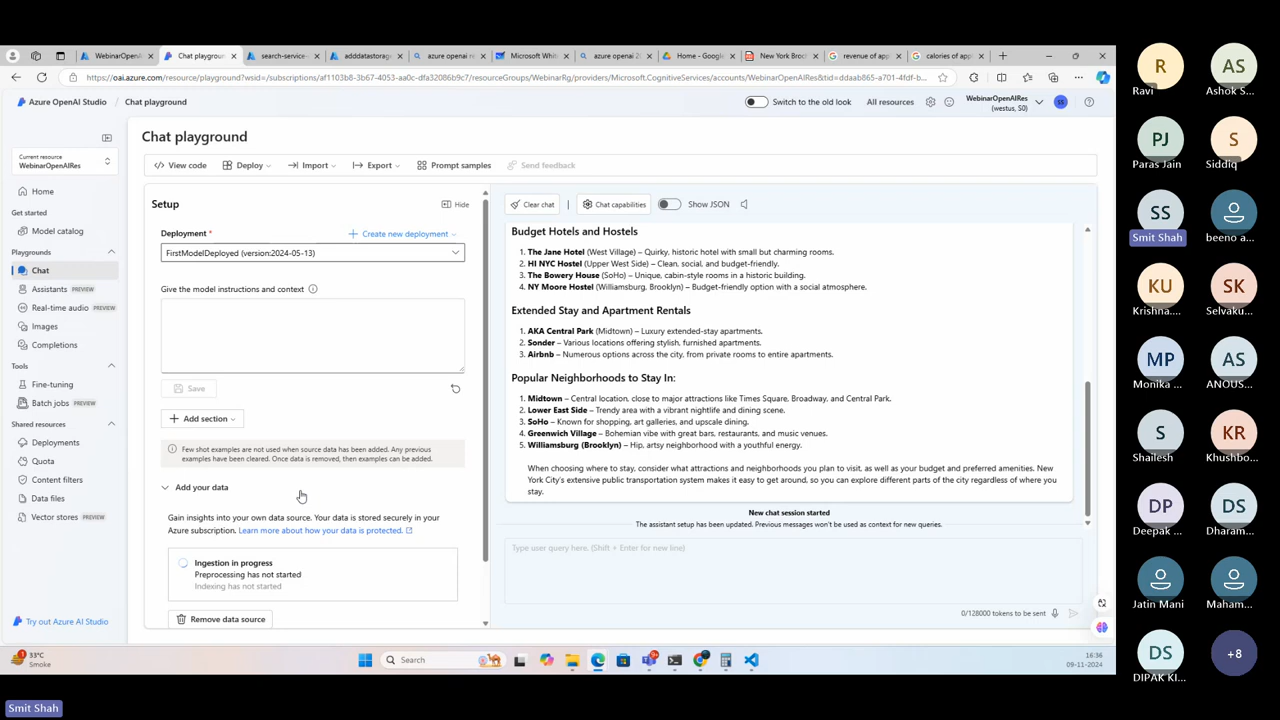 WebinarOpenA
Chat playground
search-service-
adddatastorag
azure openai n
Microsoft Whit
azure openai 2
Home - Google
New York Broc
revenue of app
calories of app
https://oai.azure.com/resource/playground?wsid=/subscriptions/af1103b8-3b67-4053-aa0c-dfa32086b9c7/resourceGroups/WebinarRg/providers/Microsoft.CognitiveServices/accounts/WebinarOpenAIRes&tid=ddaab865-a701-4fdf-b...
Azure OpenAI Studio
Chat playground
Switch to the old look
All resources
WebinarOpenAIRes
(westus, S0)
SS
Current resource
WebinarOpenAIRes
Home
Get started
Model catalog
Playgrounds
Chat
Assistants PREVIEW
Real-time audio PREVIEW
Images
Completions
Tools
Fine-tuning
Batch jobs PREVIEW
Shared resources
Deployments
Quota
Content filters
Data files
Vector stores PREVIEW
Try out Azure AI Studio
Chat playground
View code
Deploy
Import
Export
Prompt samples
Send feedback
Setup
Hide
Deployment *
Create new deployment
FirstModelDeployed (version:2024-05-13)
Give the model instructions and context
Save
Add section
Few shot examples are not used when source data has been added. Any previous
examples have been cleared. Once data is removed, then examples can be added.
Add your data
Gain insights into your own data source. Your data is stored securely in your
Azure subscription. Learn more about how your data is protected.
Ingestion in progress
Preprocessing has not started
Indexing has not started
Remove data source
Clear chat
Chat capabilities
Show JSON
Budget Hotels and Hostels
1. The Jane Hotel (West Village) – Quirky, historic hotel with small but charming rooms.
2. HI NYC Hostel (Upper West Side) – Clean, social, and budget-friendly.
3. The Bowery House (SoHo) – Unique, cabin-style rooms in a historic building.
4. NY Moore Hostel (Williamsburg, Brooklyn) – Budget-friendly option with a social atmosphere.
Extended Stay and Apartment Rentals
1. AKA Central Park (Midtown) – Luxury extended-stay apartments.
2. Sonder – Various locations offering stylish, furnished apartments.
3. Airbnb – Numerous options across the city, from private rooms to entire apartments.
Popular Neighborhoods to Stay In:
1. Midtown – Central location, close to major attractions like Times Square, Broadway, and Central Park.
2. Lower East Side – Trendy area with a vibrant nightlife and dining scene.
3. SoHo – Known for shopping, art galleries, and upscale dining.
4. Greenwich Village – Bohemian vibe with great bars, restaurants, and music venues.
5. Williamsburg (Brooklyn) – Hip, artsy neighborhood with a youthful energy.
When choosing where to stay, consider what attractions and neighborhoods you plan to visit, as well as your budget and preferred amenities. New
York City's extensive public transportation system makes it easy to get around, so you can explore different parts of the city regardless of where you
stay.
New chat session started
The assistant setup has been updated. Previous messages won't be used as context for new queries.
Type user query here. (Shift + Enter for new line)
0/128000 tokens to be sent
33°C
Smoke
Search
16:36
09-11-2024
R
Ravi
AS
Ashok S...
PJ
Paras Jain
S
Siddiq
SS
Smit Shah
beeno a...
KU
Krishna...
SK
Selvaku...
MP
Monika ...
AS
ANOUS...
S
Shailesh
KR
Khushbo...
DP
Deepak ...
DS
Dharam...
Jatin Mani
Maham...
DS
DIPAK KI...
+8
Smit Shah